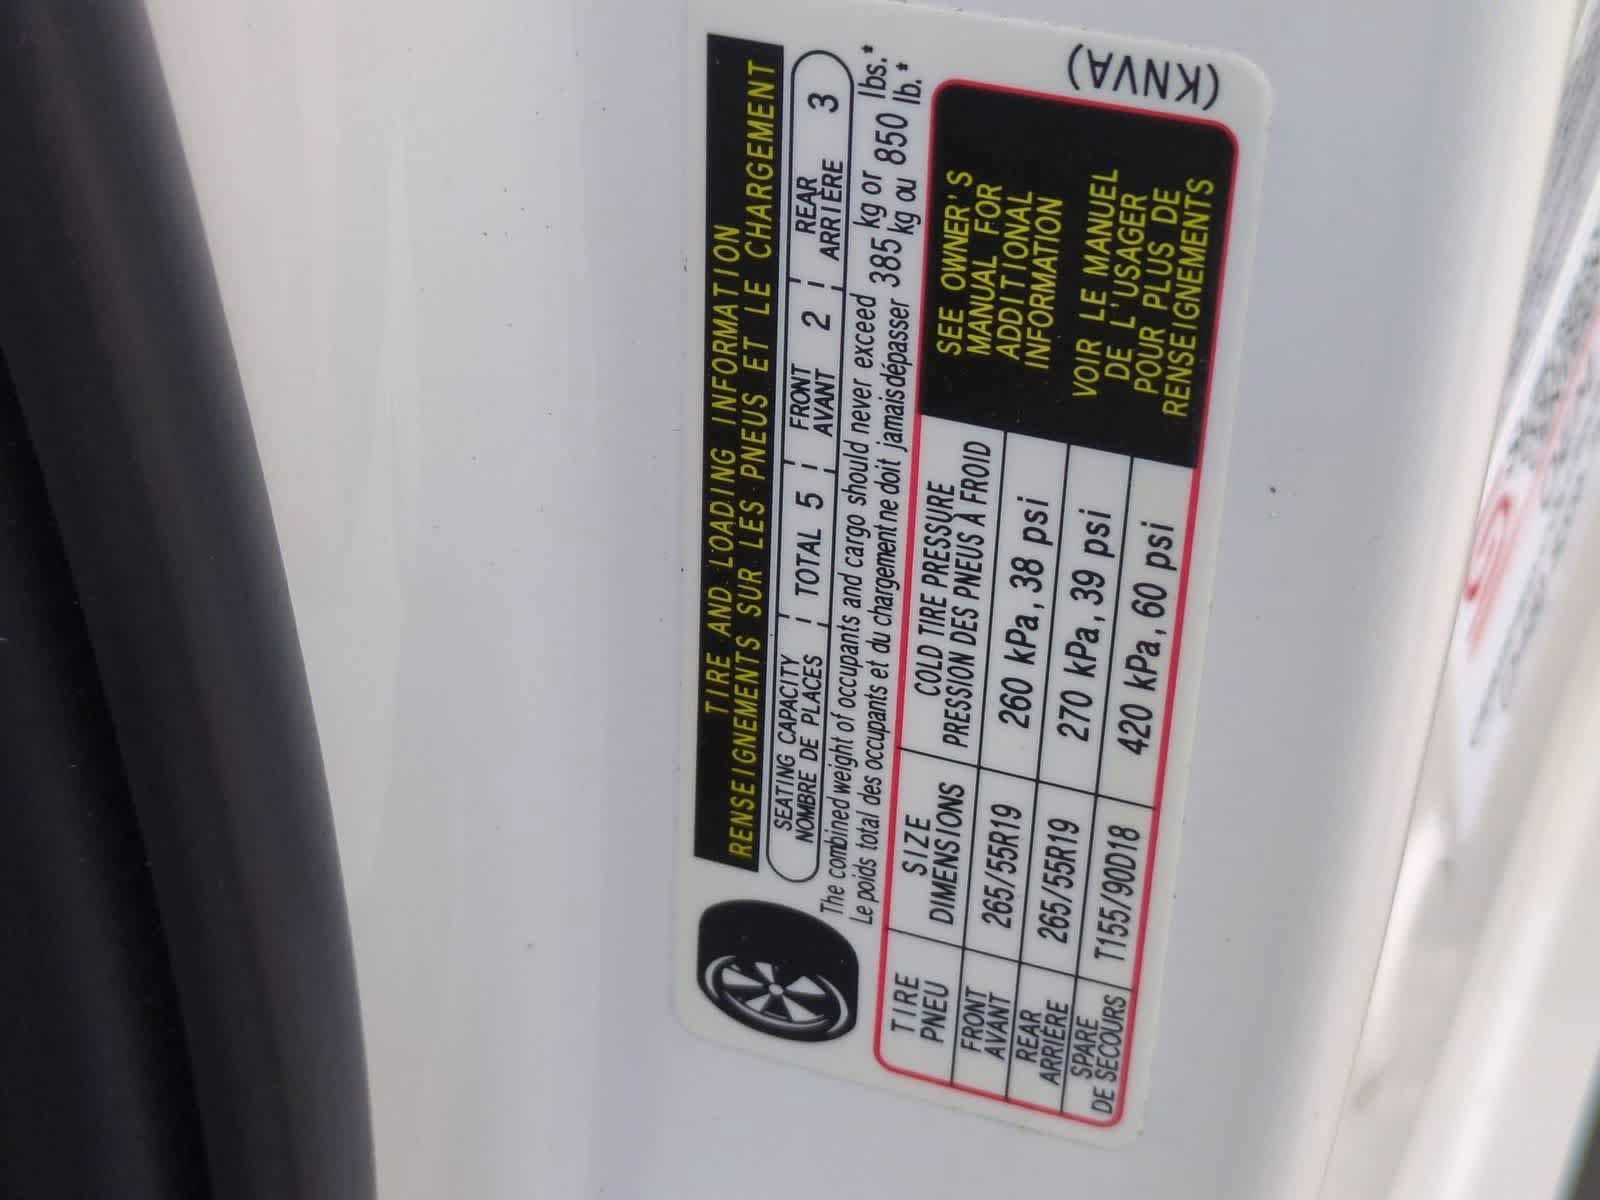 TIRE AND LOADING INFORMATION
RENSEIGNEMENTS SUR LES PNEUS ET LE CHARGEMENT
SEATING CAPACITY
NOMBRE DE PLACES
TOTAL 5
FRONT
AVANT 2
REAR
ARRIÈRE 3
The combined weight of occupants and cargo should never exceed 385 kg or 850 lbs.*
Le poids total des occupants et du chargement ne doit jamais dépasser 385 kg ou 850 lb.*
TIRE
PNEU
SIZE
DIMENSIONS
COLD TIRE PRESSURE
PRESSION DES PNEUS À FROID
FRONT
AVANT
265/55R19
260 kPa, 38 psi
REAR
ARRIÈRE
265/55R19
270 kPa, 39 psi
SPARE
DE SECOURS
T155/90D18
420 kPa, 60 psi
SEE OWNER'S
MANUAL FOR
ADDITIONAL
INFORMATION
VOIR LE MANUEL
DE L'USAGER
POUR PLUS DE
RENSEIGNEMENTS
(KNVA)